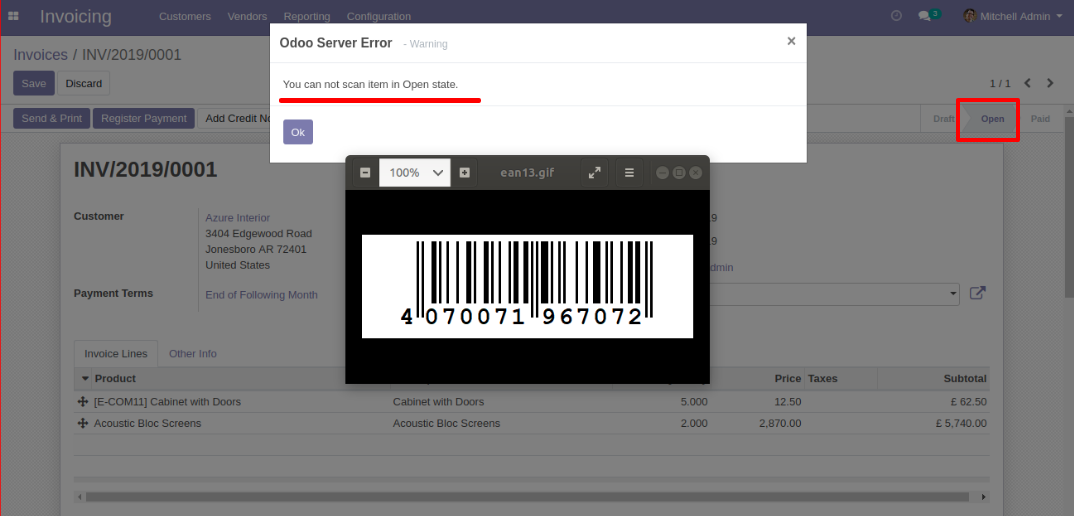 Invoicing Customers Vendors Reporting Configuration 3 Mitchell Admin
Odoo Server Error - Warning ×
Invoices / INV/2019/0001
You can not scan item in Open state.
Save Discard 1 / 1
Send & Print Register Payment Add Credit No Draft Open Paid
Ok
INV/2019/0001
100% ean13.gif
Customer Azure Interior 9
3404 Edgewood Road
Jonesboro AR 72401 9
United States dmin
Payment Terms End of Following Month
4 070071 967072
Invoice Lines Other Info
Product Price Taxes Subtotal
[E-COM11] Cabinet with Doors Cabinet with Doors 5.000 12.50 £ 62.50
Acoustic Bloc Screens Acoustic Bloc Screens 2.000 2,870.00 £ 5,740.00